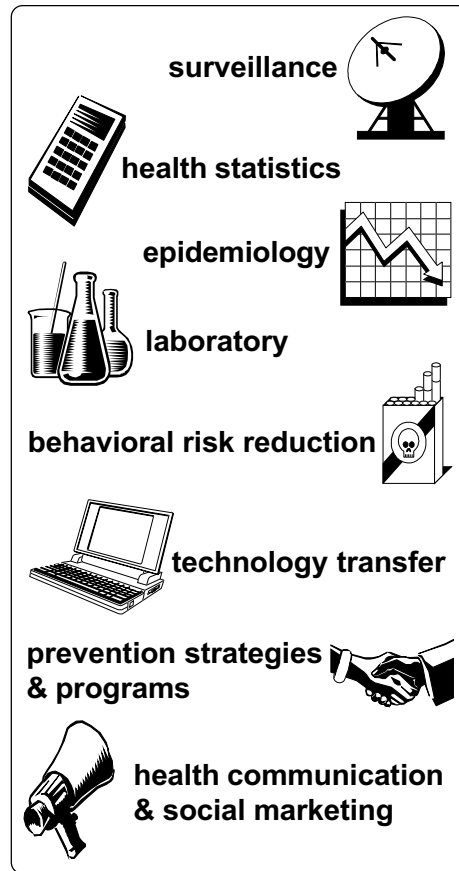 surveillance
health statistics
epidemiology
laboratory
behavioral risk reduction
technology transfer
prevention strategies
& programs
health communication
& social marketing